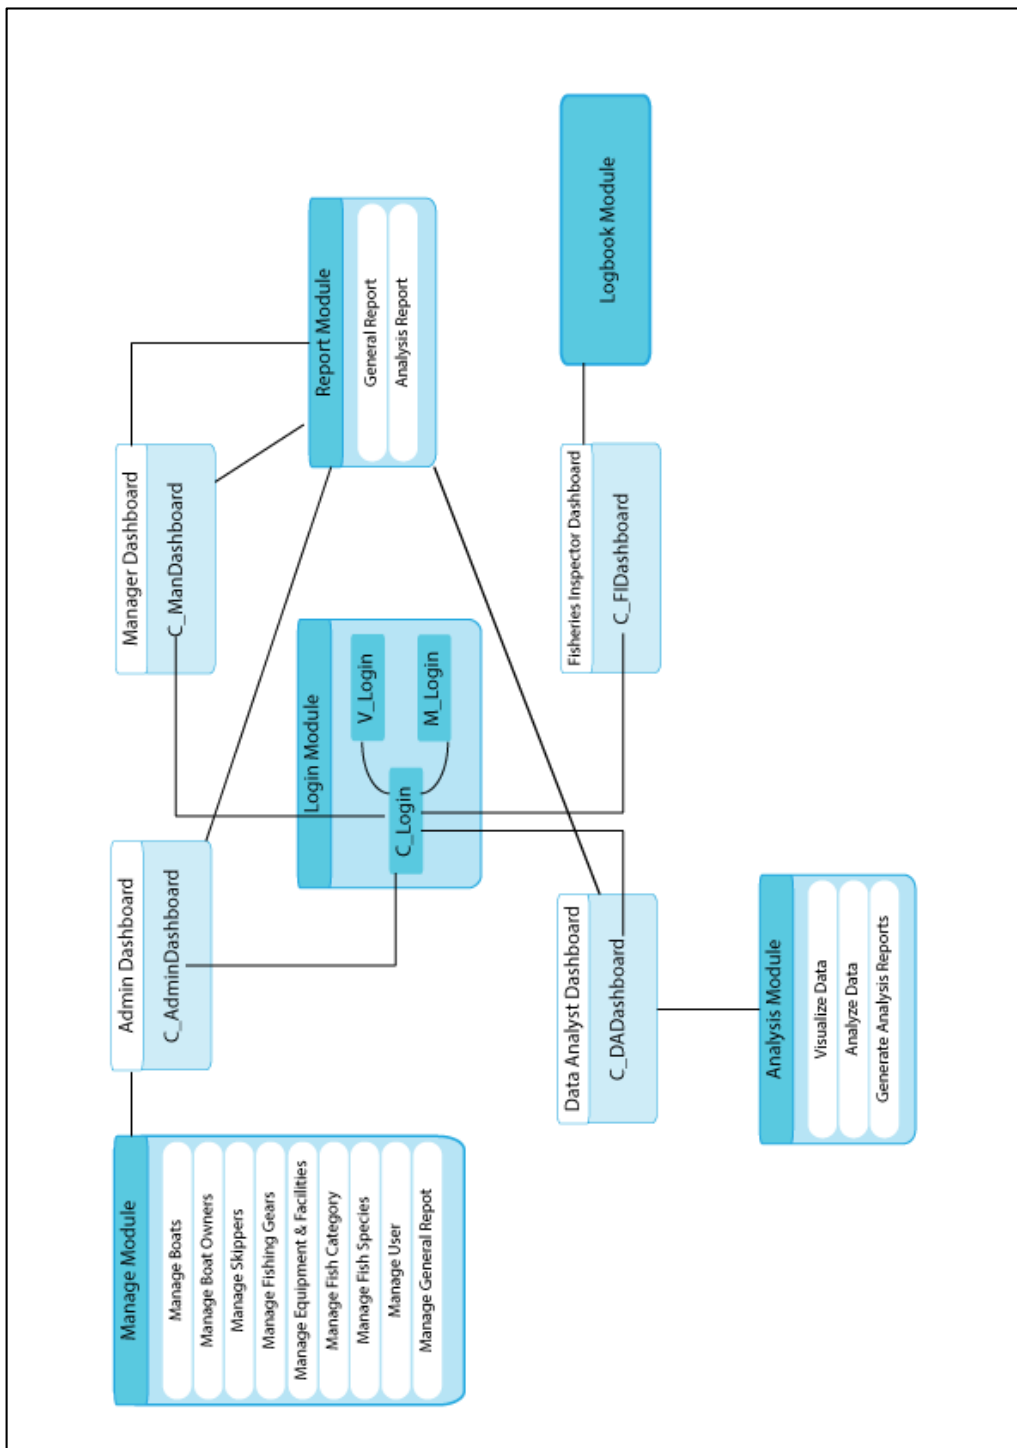 Manage Module
Manage Boats
Manage Boat Owners
Manage Skippers
Manage Fishing Gears
Manage Equipment & Facilities
Manage Fish Category
Manage Fish Species
Manage User
Manage General Repot
Admin Dashboard
C_AdminDashboard
Manager Dashboard
C_ManDashboard
Login Module
C_Login
V_Login
M_Login
Report Module
General Report
Analysis Report
Data Analyst Dashboard
C_DADashboard
Fisheries Inspector Dashboard
C_FIDashboard
Logbook Module
Analysis Module
Visualize Data
Analyze Data
Generate Analysis Reports